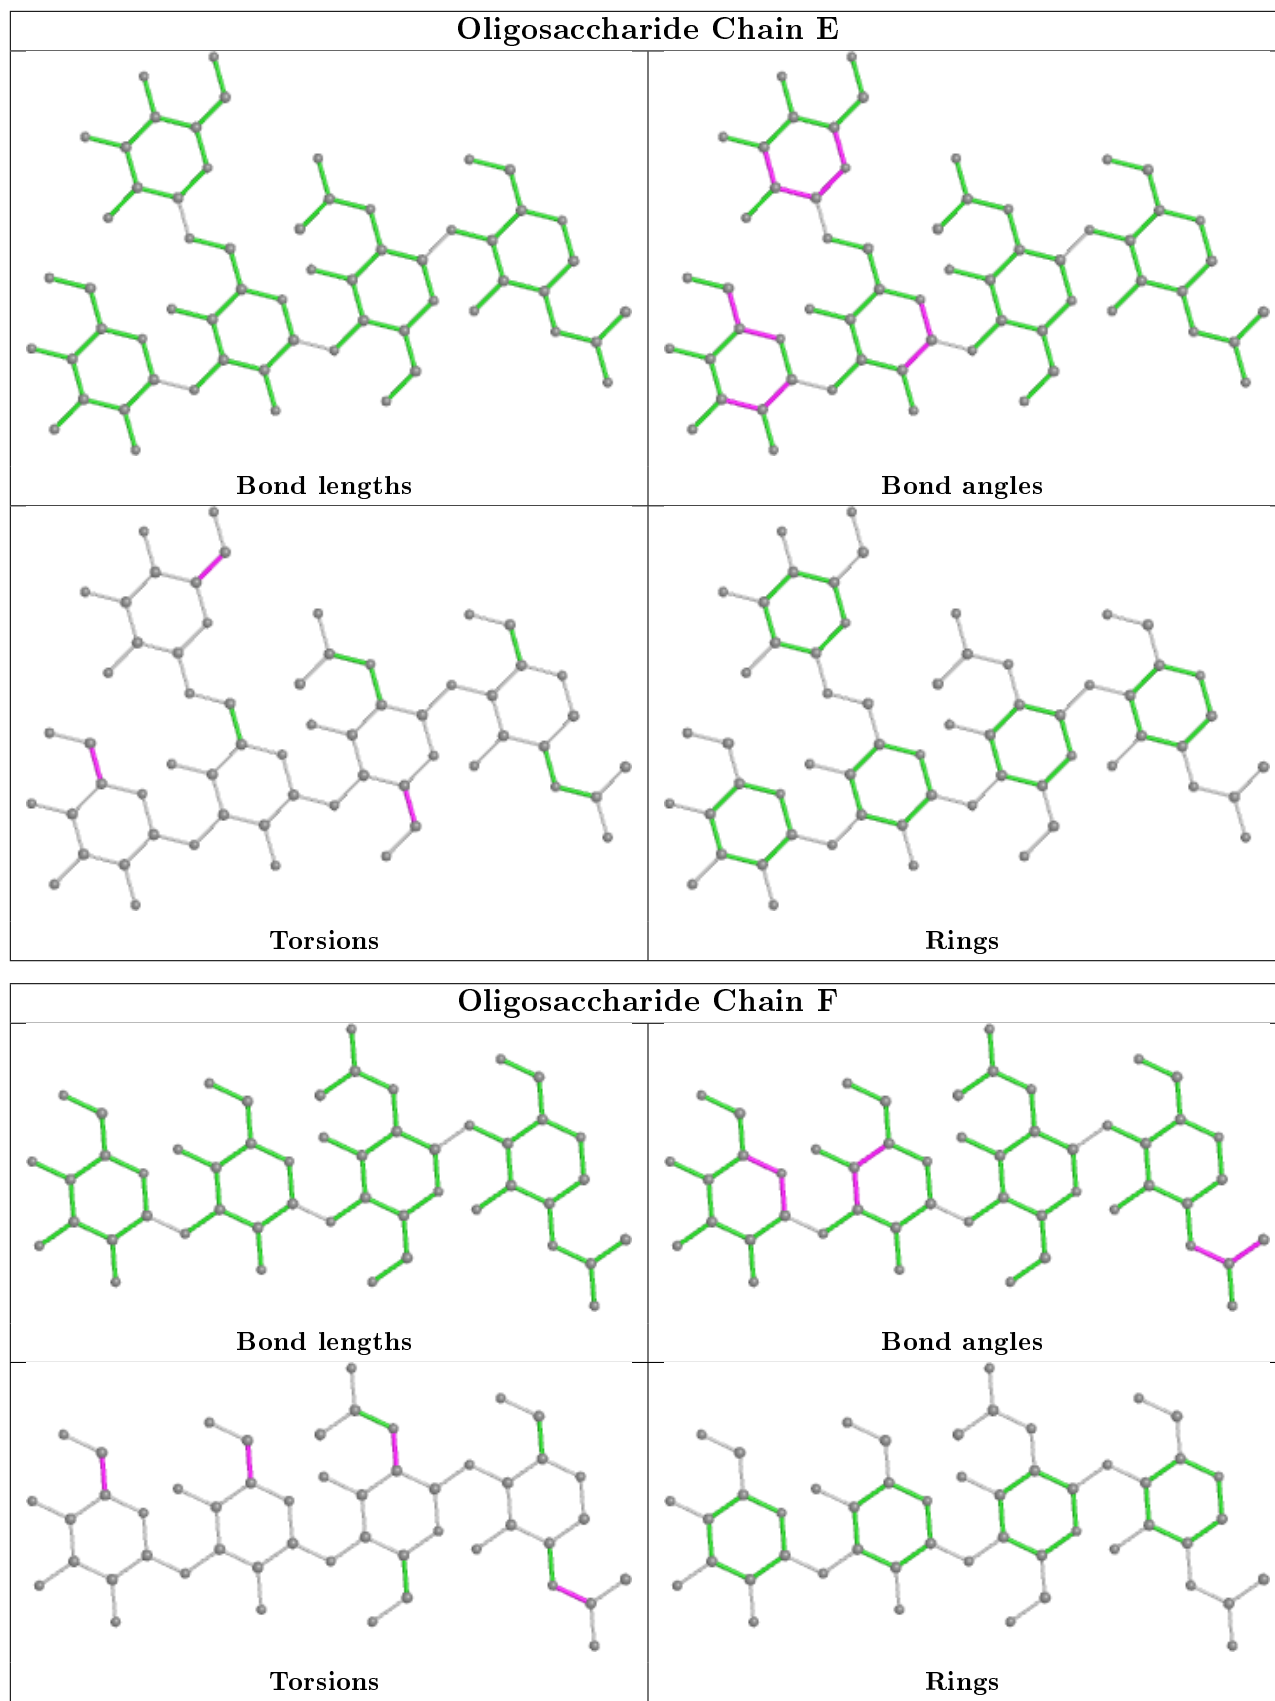 Oligosaccharide Chain E
Bond lengths
Bond angles
Torsions
Rings
Oligosaccharide Chain F
Bond lengths
Bond angles
Torsions
Rings